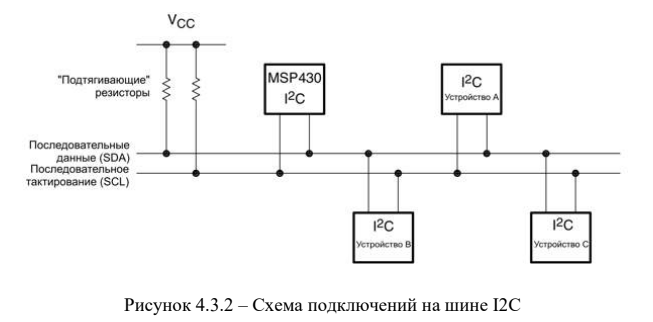 VCC
"Подтягивающие"
резисторы
MSP430
I2C
I2C
Устройство A
Последовательные
данные (SDA)
Последовательное
тактирование (SCL)
I2C
Устройство B
I2C
Устройство C
Рисунок 4.3.2 – Схема подключений на шине I2C